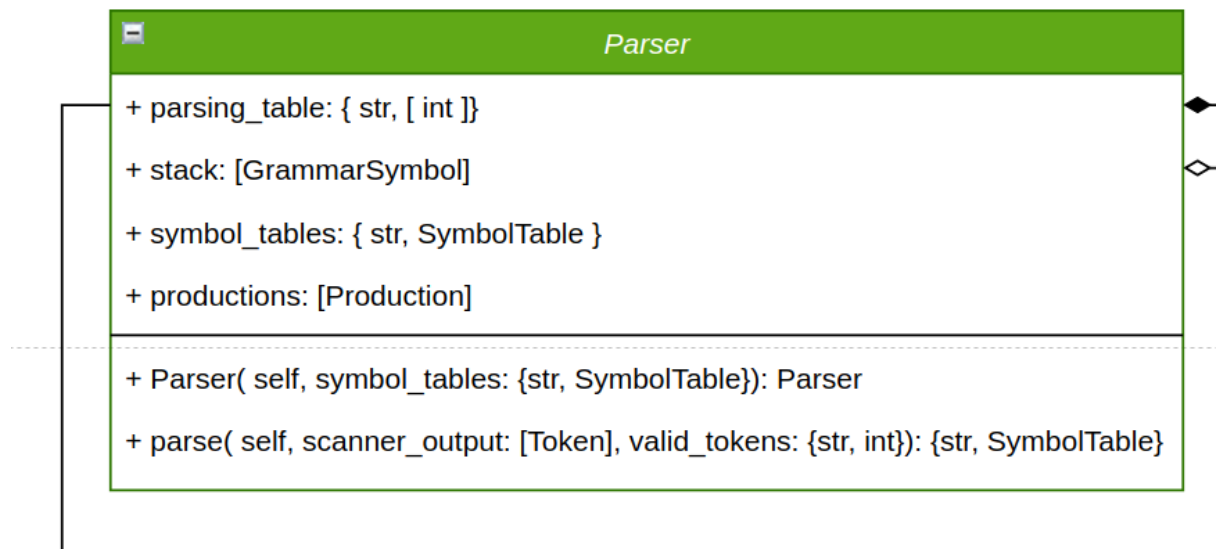 Parser
+ parsing_table: { str, [ int ]}
+ stack: [GrammarSymbol]
+ symbol_tables: { str, SymbolTable }
+ productions: [Production]
+ Parser( self, symbol_tables: {str, SymbolTable}): Parser
+ parse( self, scanner_output: [Token], valid_tokens: {str, int}): {str, SymbolTable}